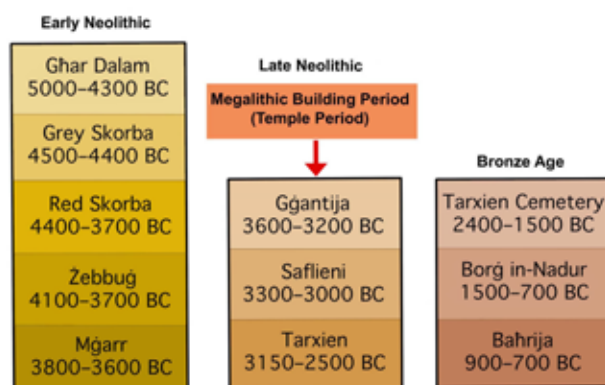 Early Neolithic
Għar Dalam
5000–4300 BC
Grey Skorba
4500–4400 BC
Red Skorba
4400–3700 BC
Żebbuġ
4100–3700 BC
Mġarr
3800–3600 BC
Late Neolithic
Megalithic Building Period
(Temple Period)
Ġgantija
3600–3200 BC
Saflieni
3300–3000 BC
Tarxien
3150–2500 BC
Bronze Age
Tarxien Cemetery
2400–1500 BC
Borġ in-Nadur
1500–700 BC
Baħrija
900–700 BC